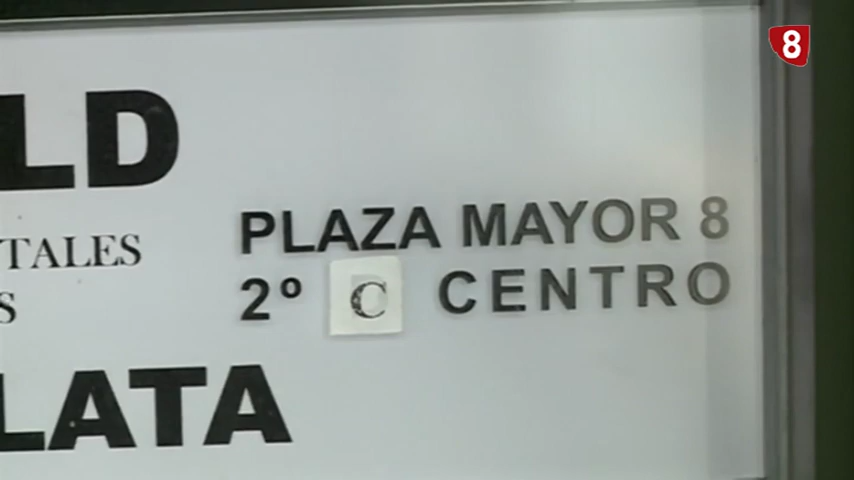 8
LD
TALES
S
PLAZA MAYOR 8
2º C CENTRO
LATA